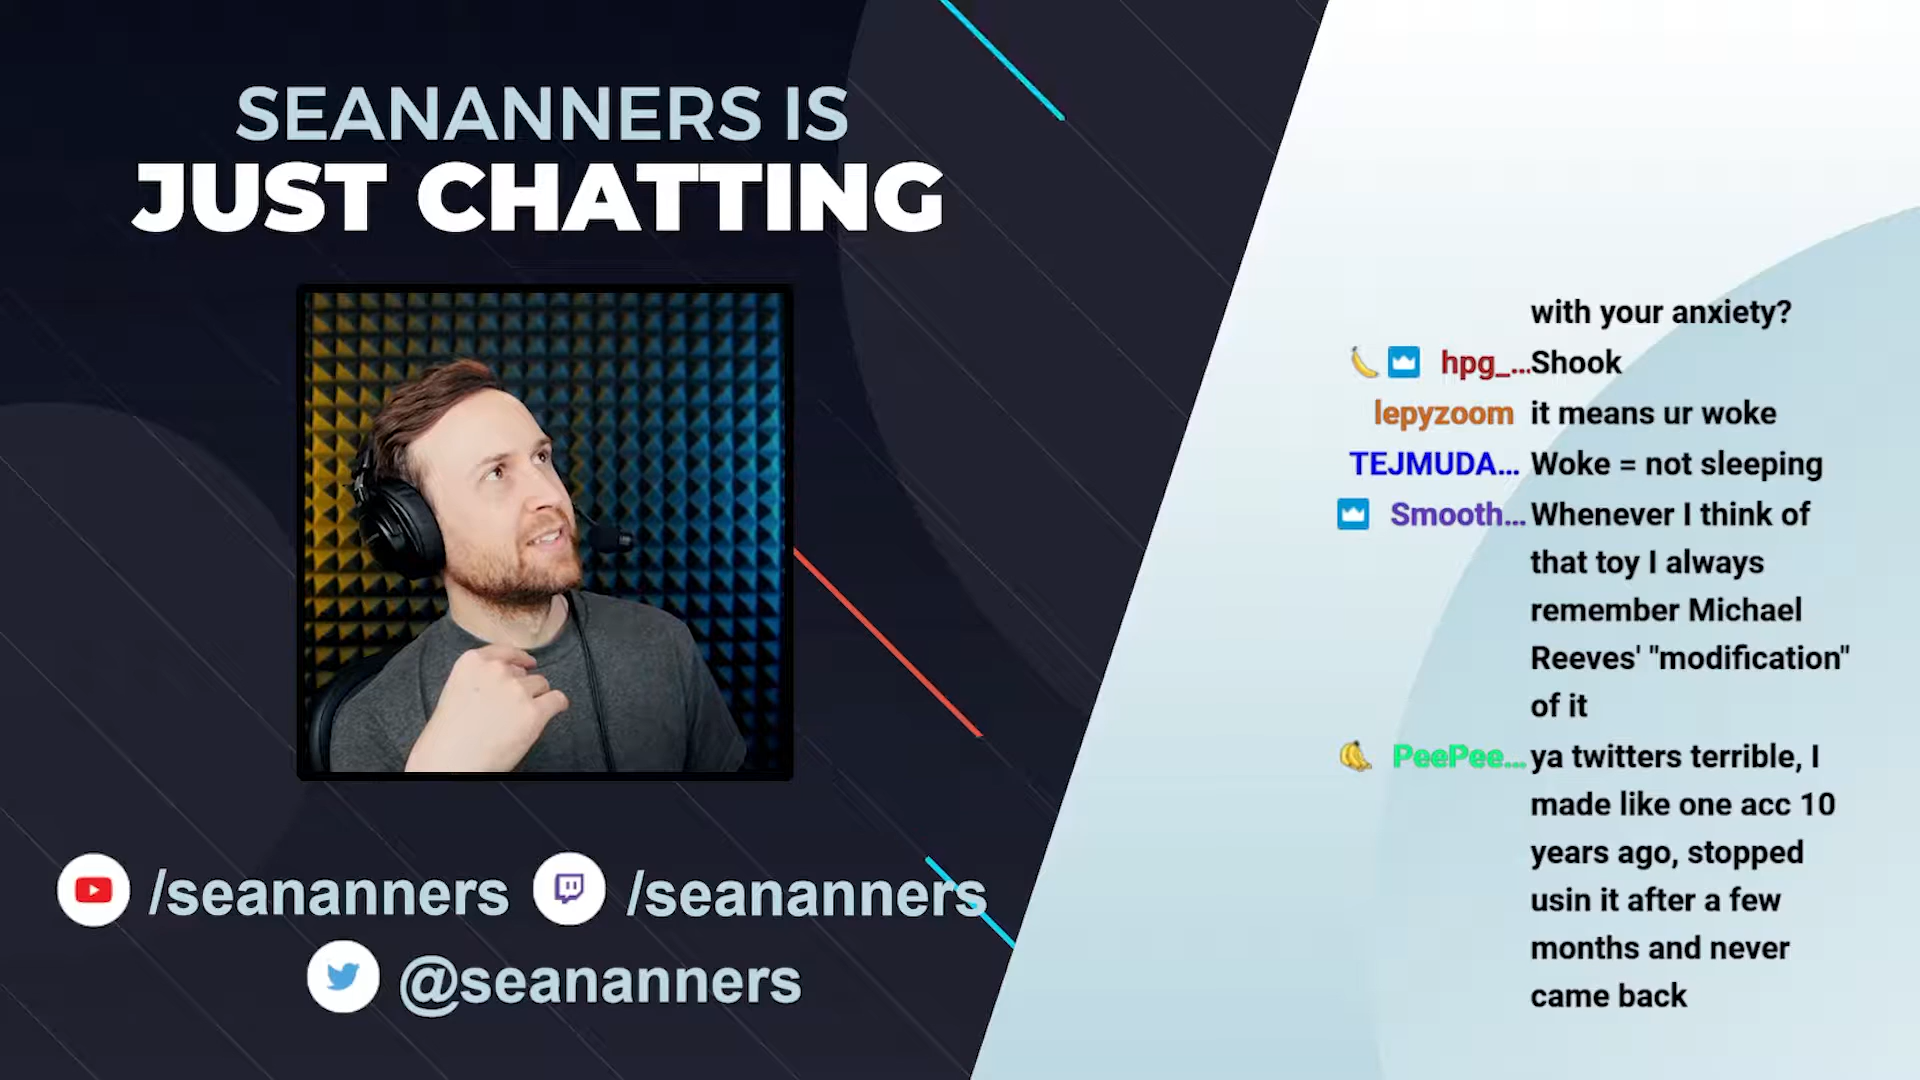 SEANANNERS IS
JUST CHATTING
/seananners /seananners
@seananners
with your anxiety?
hpg_... Shook
lepyzoom it means ur woke
TEJMUDA... Woke = not sleeping
Smooth... Whenever I think of
that toy I always
remember Michael
Reeves' "modification"
of it
PeePee... ya twitters terrible, I
made like one acc 10
years ago, stopped
usin it after a few
months and never
came back